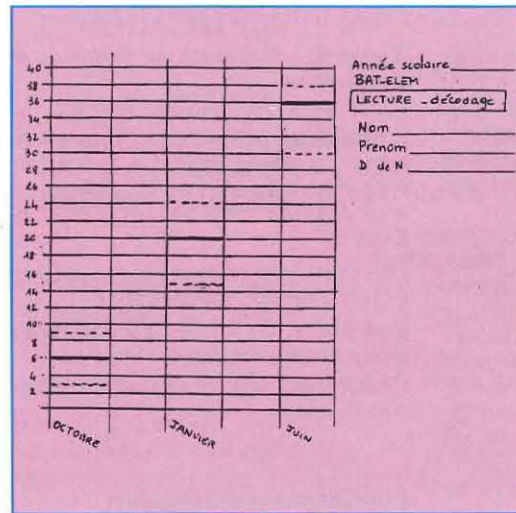 Année scolaire
BAT-ELEM
LECTURE - décodage
Nom
Prenom
D de N
40
38
36
34
32
30
28
26
24
22
20
18
16
14
12
10
8
6
4
2
OCTOBRE
JANVIER
JUIN